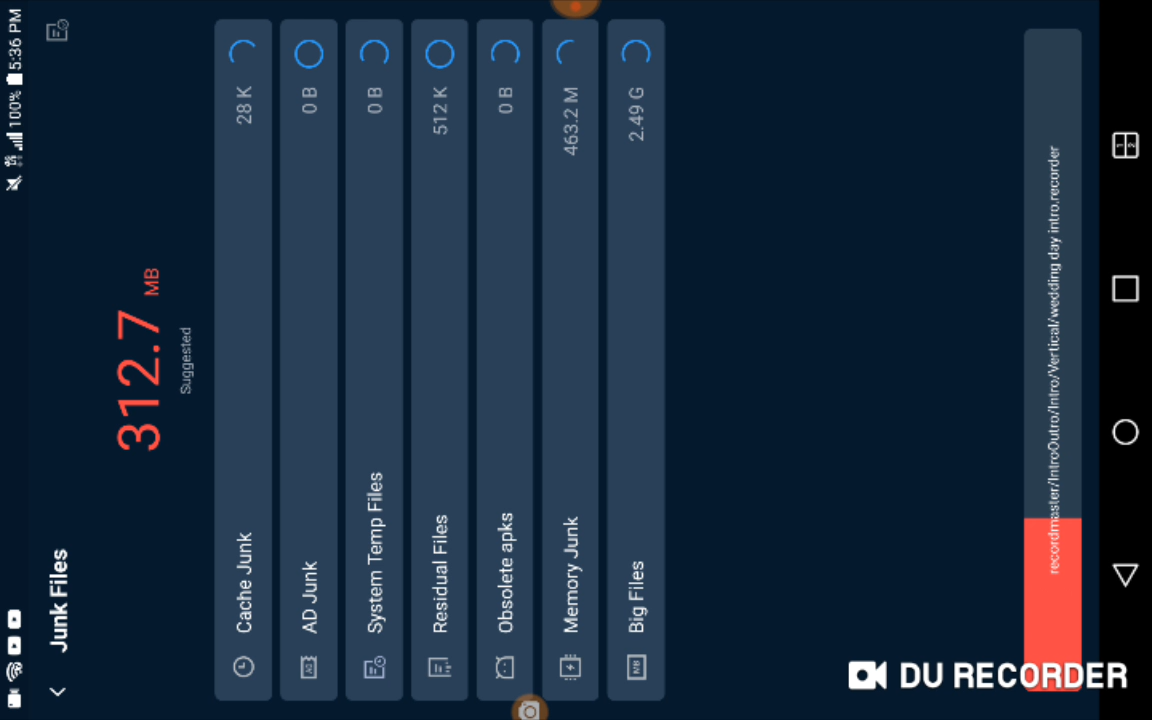 100% 5:36 PM
Junk Files
312.7 MB
Suggested
Cache Junk 28 K
AD Junk 0 B
System Temp Files 0 B
Residual Files 512 K
Obsolete apks 0 B
Memory Junk 463.2 M
Big Files 2.49 G
recordmaster/IntroOutro/Intro/Vertical/wedding day intro.recorder
DU RECORDER